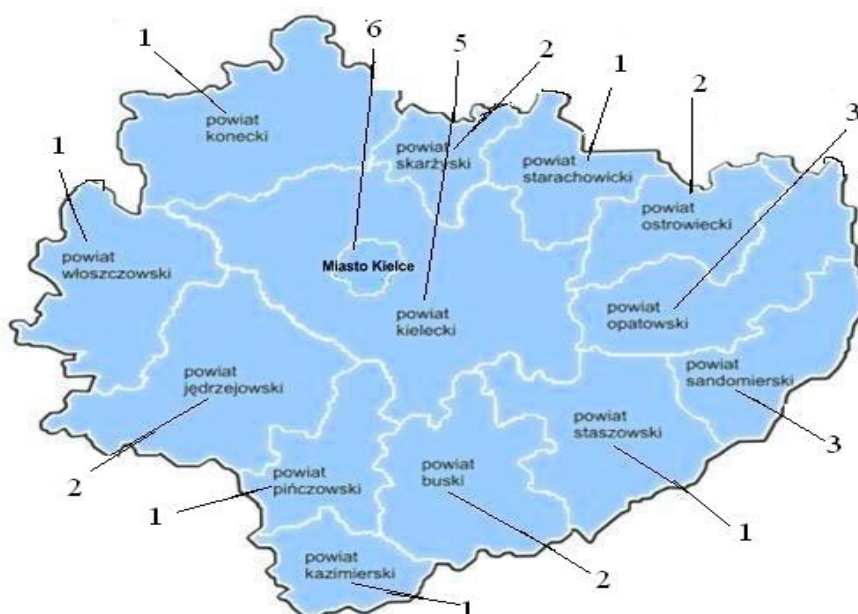 6
1
5
2
1
2
3
1
powiat
konecki
powiat
skarżyski
powiat
starachowicki
powiat
ostrowiecki
powiat
włoszczowski
Miasto Kielce
powiat
kielecki
powiat
opatowski
powiat
jędrzejowski
powiat
sandomierski
powiat
staszowski
3
2
powiat
pińczowski
powiat
buski
1
1
2
powiat
kazimierski
1